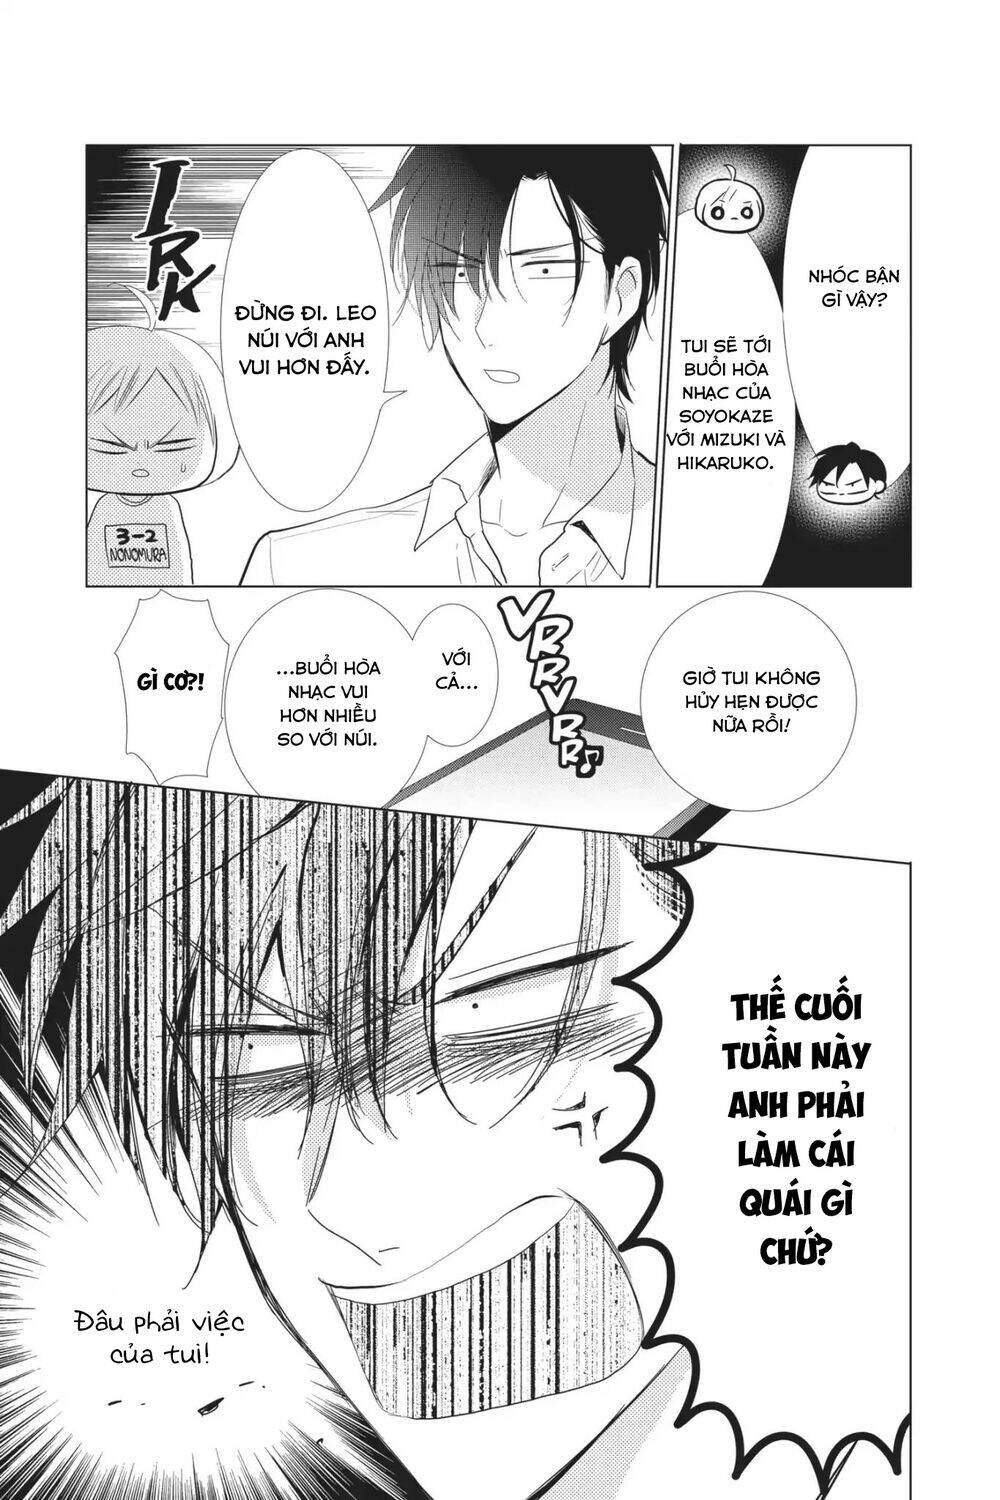 NHÓC BẬN
GÌ VẬY?
TUI SẼ TỚI
BUỔI HÒA
NHẠC CỦA
SOYOKAZE
VỚI MIZUKI VÀ
HIKARUKO.
ĐỪNG ĐI. LEO
NÚI VỚI ANH
VUI HƠN ĐẤY.
IRK
3-2
NONOMURA
GIỜ TUI KHÔNG
HỦY HẸN ĐƯỢC
NỮA RỒI!
VRRVRR♪
VỚI
CẢ...
...BUỔI HÒA
NHẠC VUI
HƠN NHIỀU
SO VỚI NÚI.
GÌ CƠ?!
THẾ CUỐI
TUẦN NÀY
ANH PHẢI
LÀM CÁI
QUÁI GÌ
CHỨ?
Đâu phải việc
của tui!